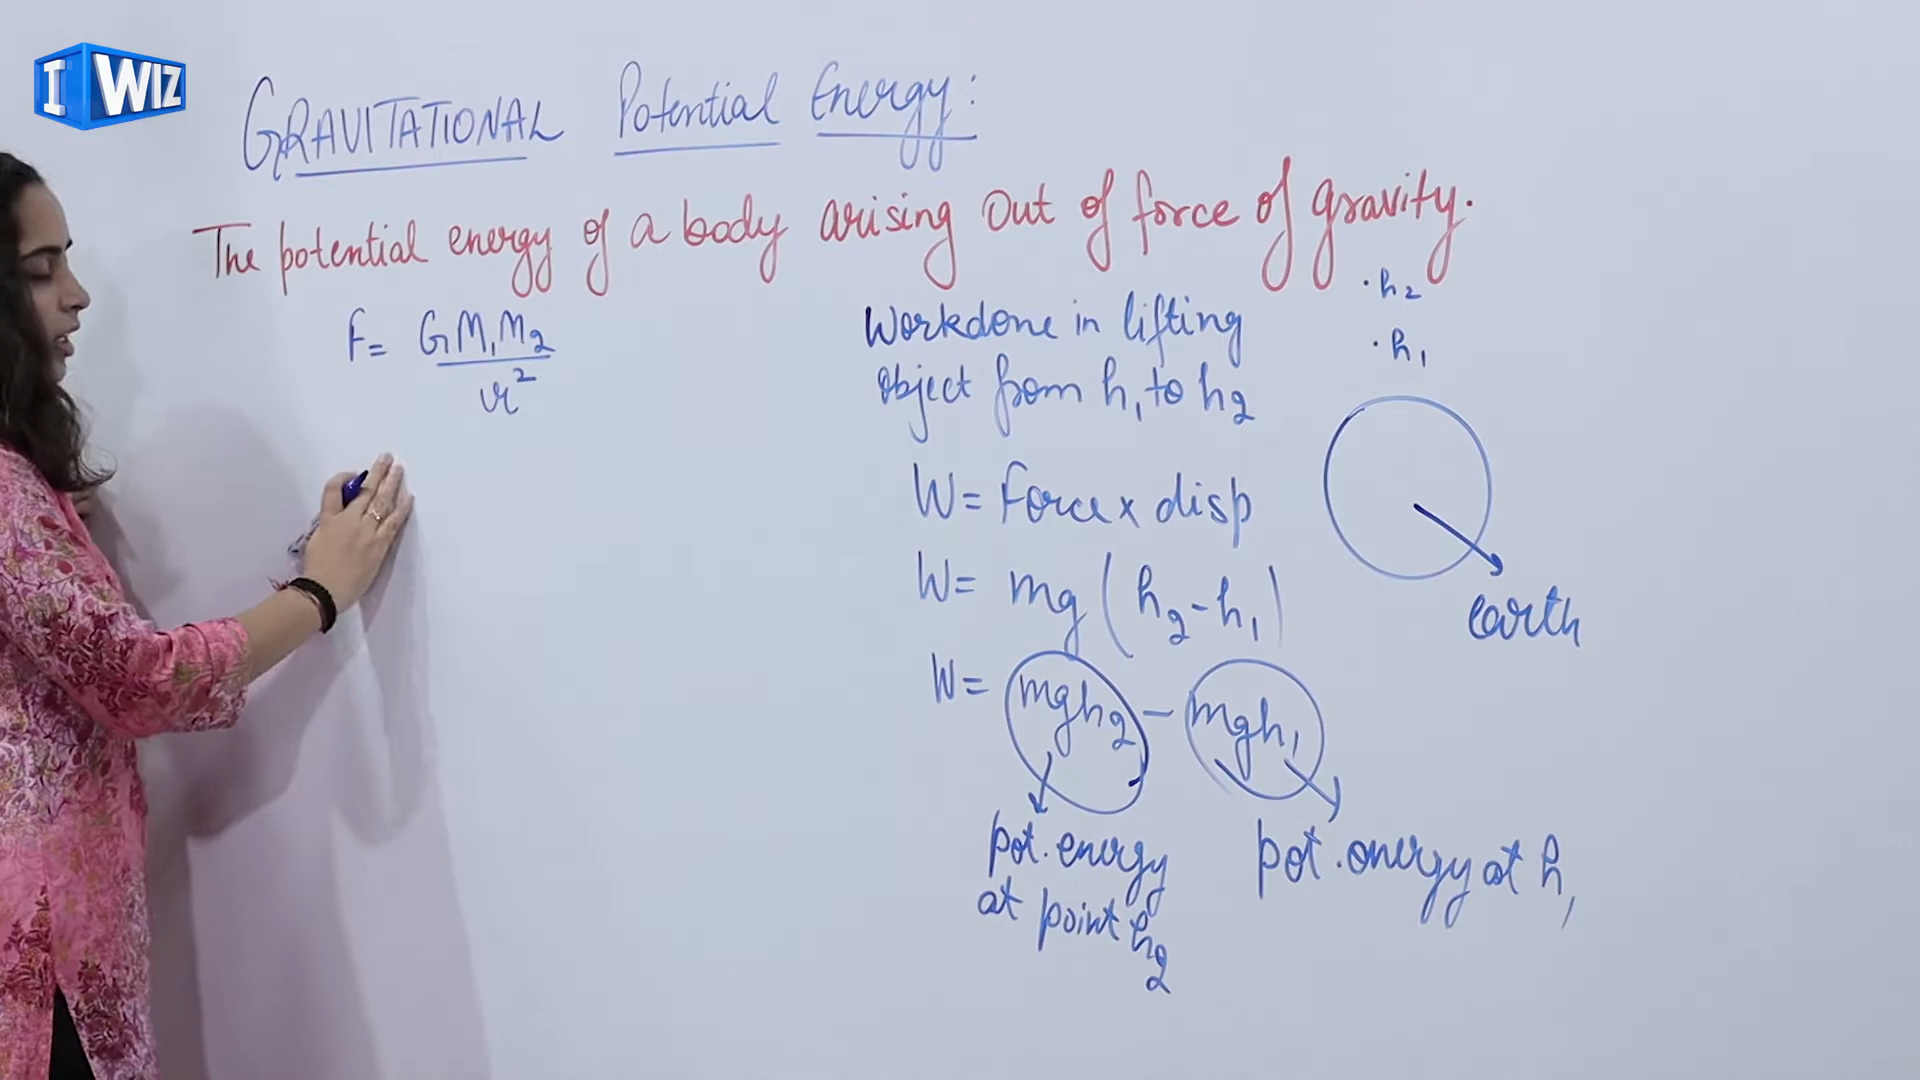 I WIZ
GRAVITATIONAL Potential Energy:
The potential energy of a body arising Out of force of gravity.
F = GM₁M₂
r²
Workdone in lifting
object from h₁ to h₂
W = Force x disp
W = mg (h₂ - h₁)
W = mgh₂ - mgh₁
pot. energy
at point h₂
pot. energy at h₁
.h₂
.h₁
earth